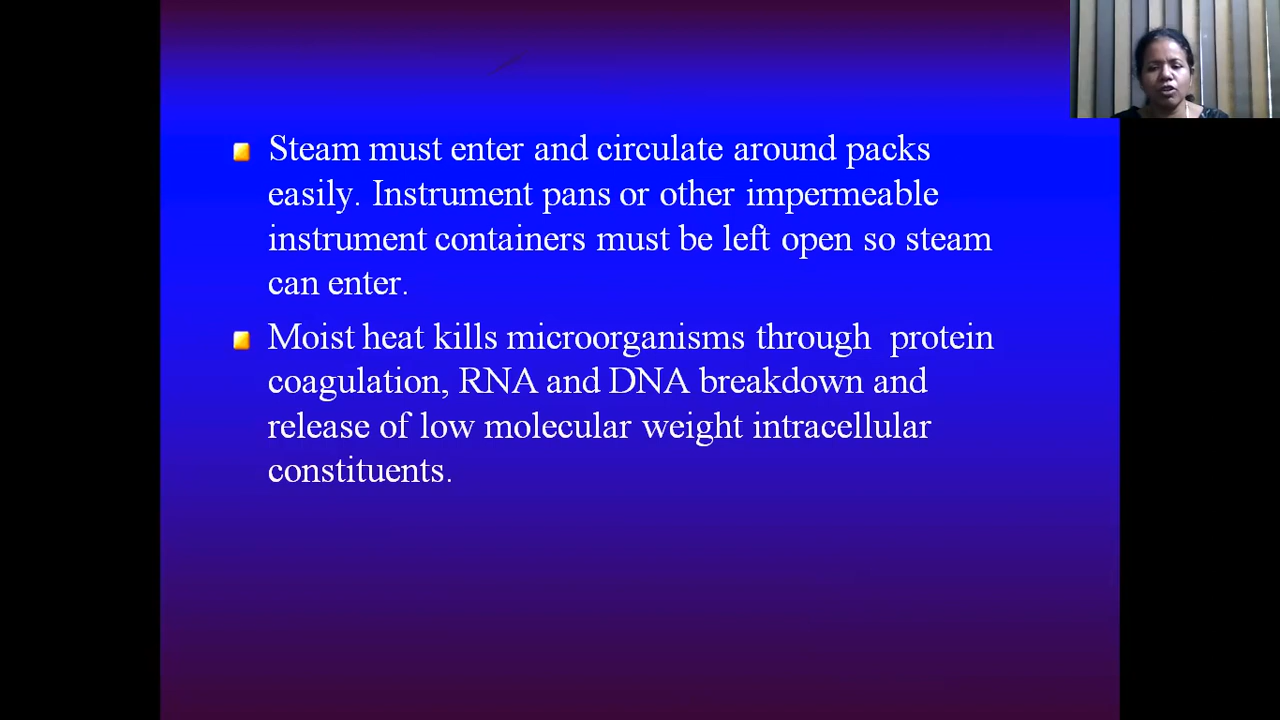 Steam must enter and circulate around packs
easily. Instrument pans or other impermeable
instrument containers must be left open so steam
can enter.
Moist heat kills microorganisms through protein
coagulation, RNA and DNA breakdown and
release of low molecular weight intracellular
constituents.